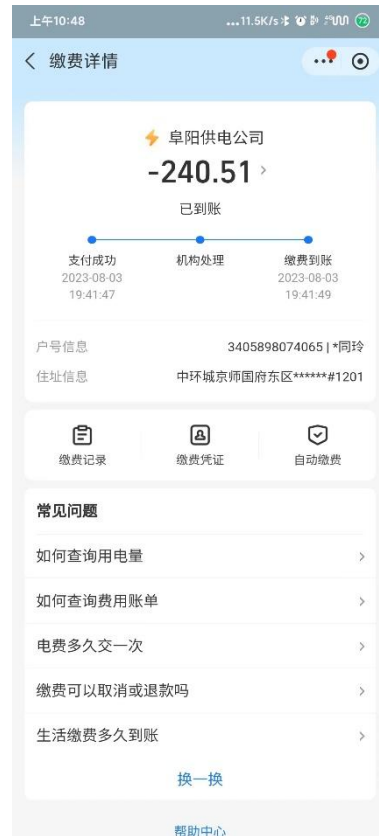 上午10:48
...11.5K/s
72
缴费详情
阜阳供电公司
-240.51
已到账
支付成功 机构处理 缴费到账
2023-08-03 2023-08-03
19:41:47 19:41:49
户号信息 3405898074065 | *同玲
住址信息 中环城京师国府东区******#1201
缴费记录 缴费凭证 自动缴费
常见问题
如何查询用电量
如何查询费用账单
电费多久交一次
缴费可以取消或退款吗
生活缴费多久到账
换一换
帮助中心